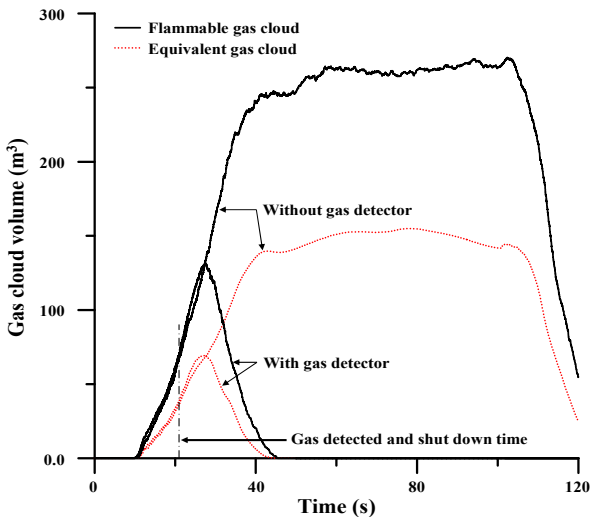 Flammable gas cloud
Equivalent gas cloud
300
200
100
0.0
Gas cloud volume (m³)
Without gas detector
With gas detector
Gas detected and shut down time
0
40
80
120
Time (s)